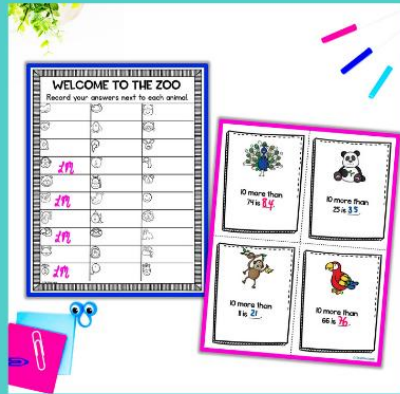 WELCOME TO THE ZOO
Record your answers next to each animal.
10 more than
74 is 84.
10 more than
25 is 35.
10 more than
11 is 21.
10 more than
66 is 76.